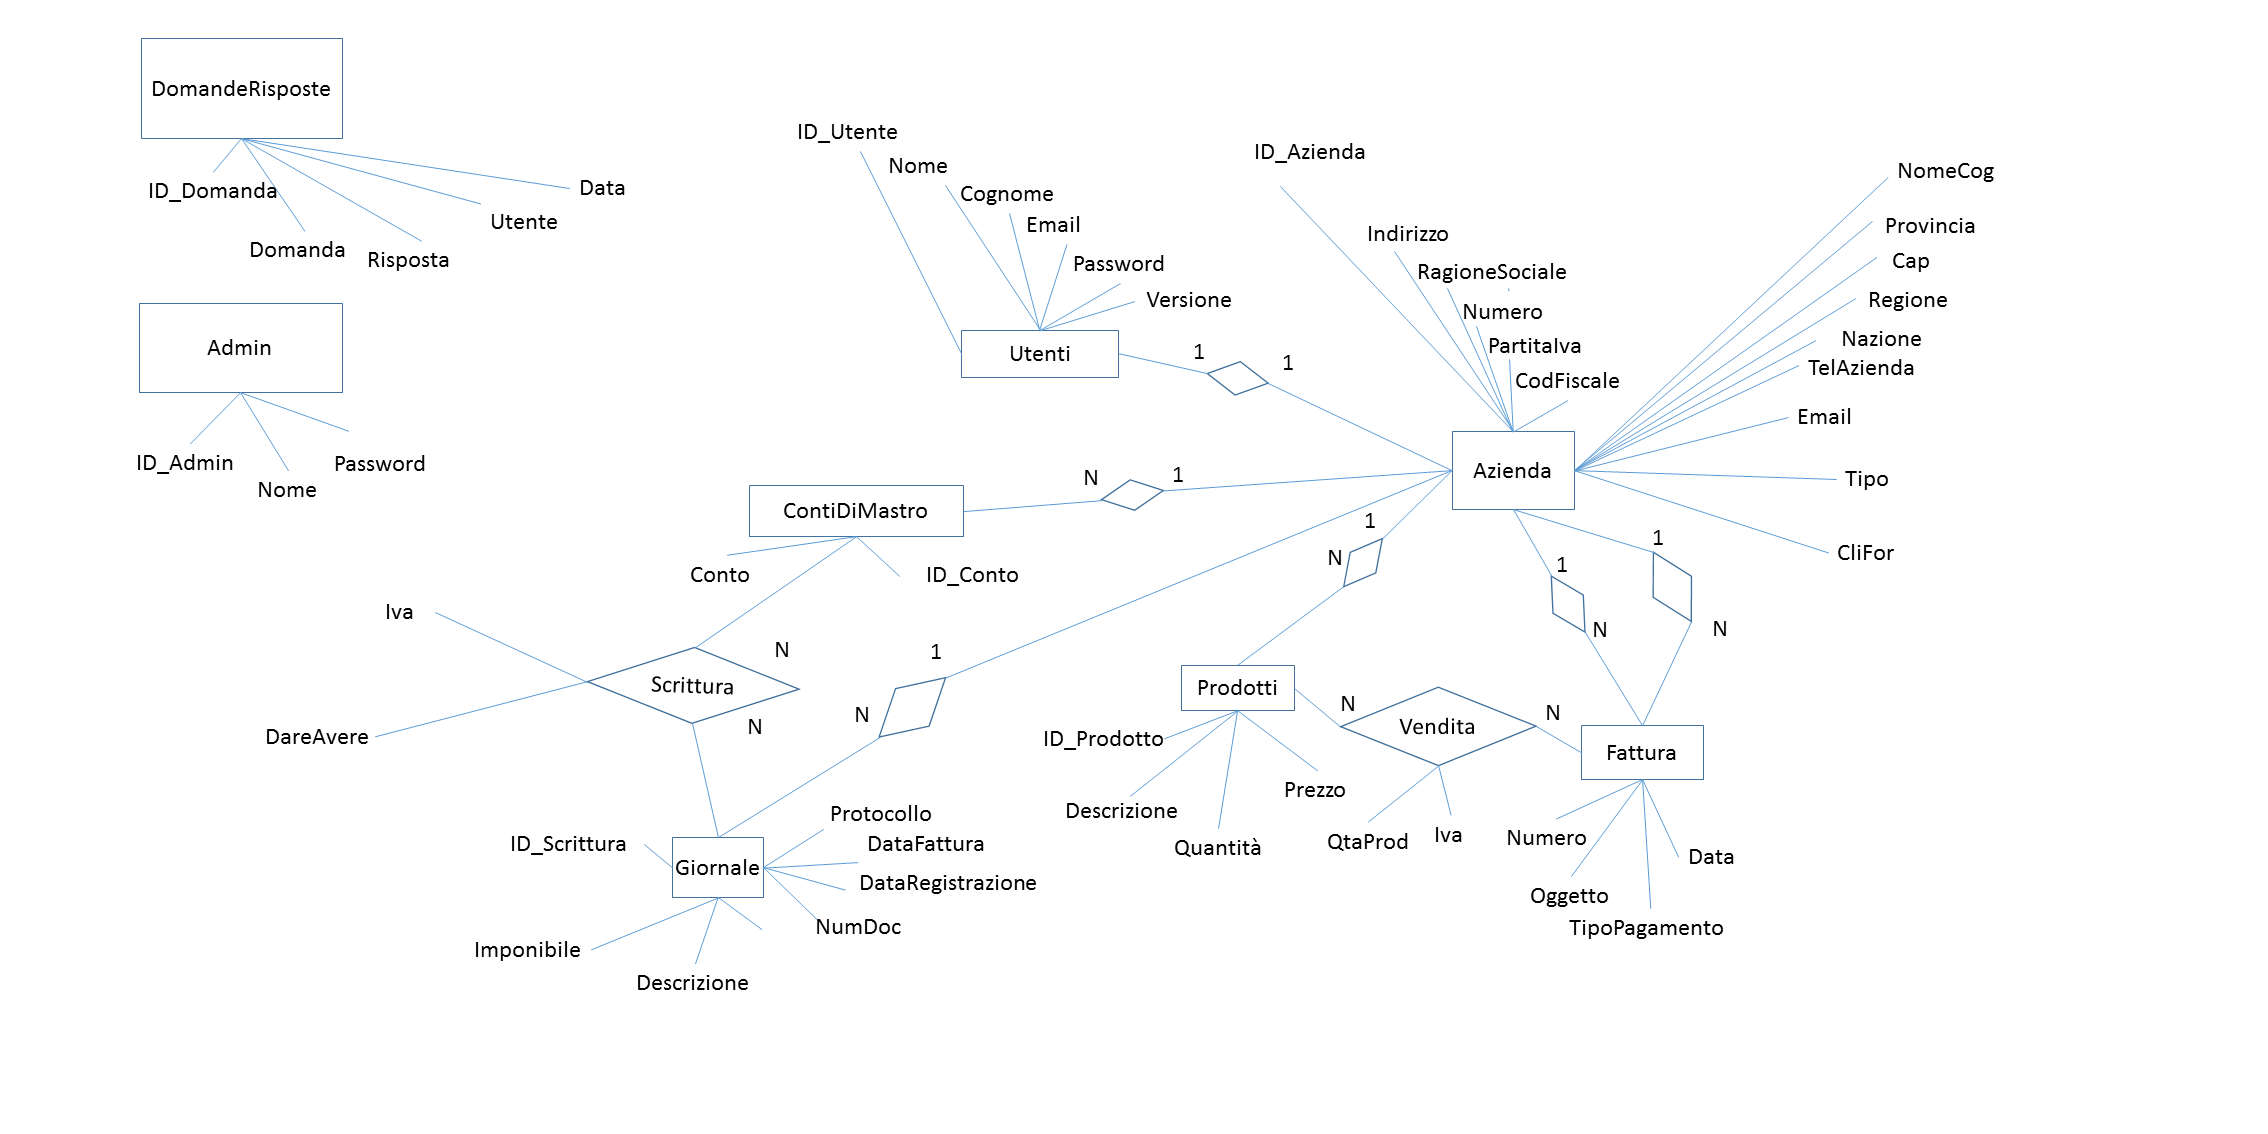 DomandeRisposte
ID_Domanda
Domanda
Risposta
Utente
Data
Admin
ID_Admin
Nome
Password
ID_Utente
Nome
Cognome
Email
Password
Versione
Utenti
1
1
ID_Azienda
Indirizzo
RagioneSociale
Numero
PartitaIva
CodFiscale
NomeCog
Provincia
Cap
Regione
Nazione
TelAzienda
Email
Tipo
CliFor
Azienda
N
1
ContiDiMastro
Conto
ID_Conto
Iva
DareAvere
Scrittura
N
N
1
N
1
N
1
N
1
N
Prodotti
ID_Prodotto
Descrizione
Quantità
Prezzo
N
Vendita
N
QtaProd
Iva
Fattura
Numero
Oggetto
TipoPagamento
Data
Giornale
ID_Scrittura
Protocollo
DataFattura
DataRegistrazione
NumDoc
Imponibile
Descrizione